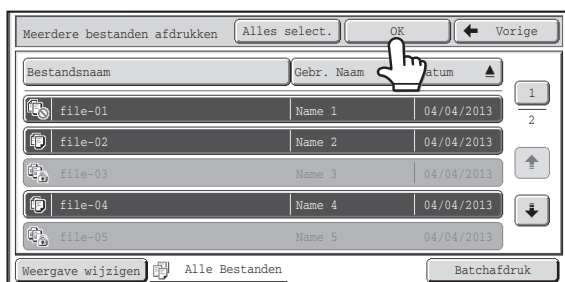 Meerdere bestanden afdrukken Alles select. OK Vorige
Bestandsnaam Gebr. Naam atum
file-01 Name 1 04/04/2013
1
2
file-02 Name 2 04/04/2013
file-03 Name 3 04/04/2013
file-04 Name 4 04/04/2013
file-05 Name 5 04/04/2013
Weergave wijzigen Alle Bestanden Batchafdruk